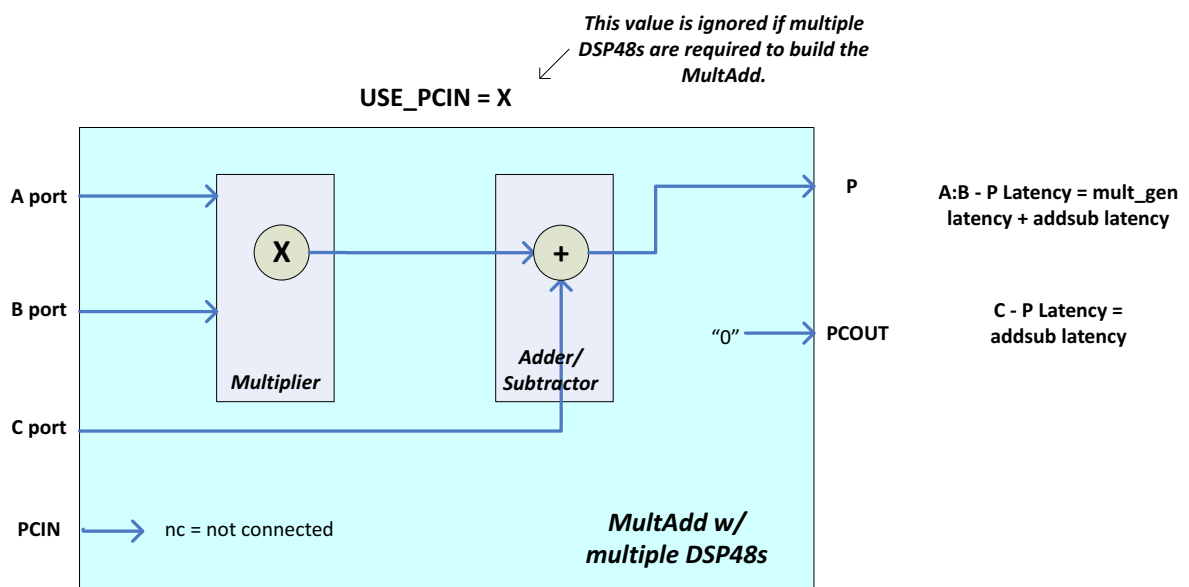 This value is ignored if multiple
DSP48s are required to build the
MultAdd.
USE_PCIN = X
A port
B port
C port
PCIN
nc = not connected
X
Multiplier
+
Adder/
Subtractor
P
"0"
PCOUT
MultAdd w/
multiple DSP48s
A:B - P Latency = mult_gen
latency + addsub latency
C - P Latency =
addsub latency